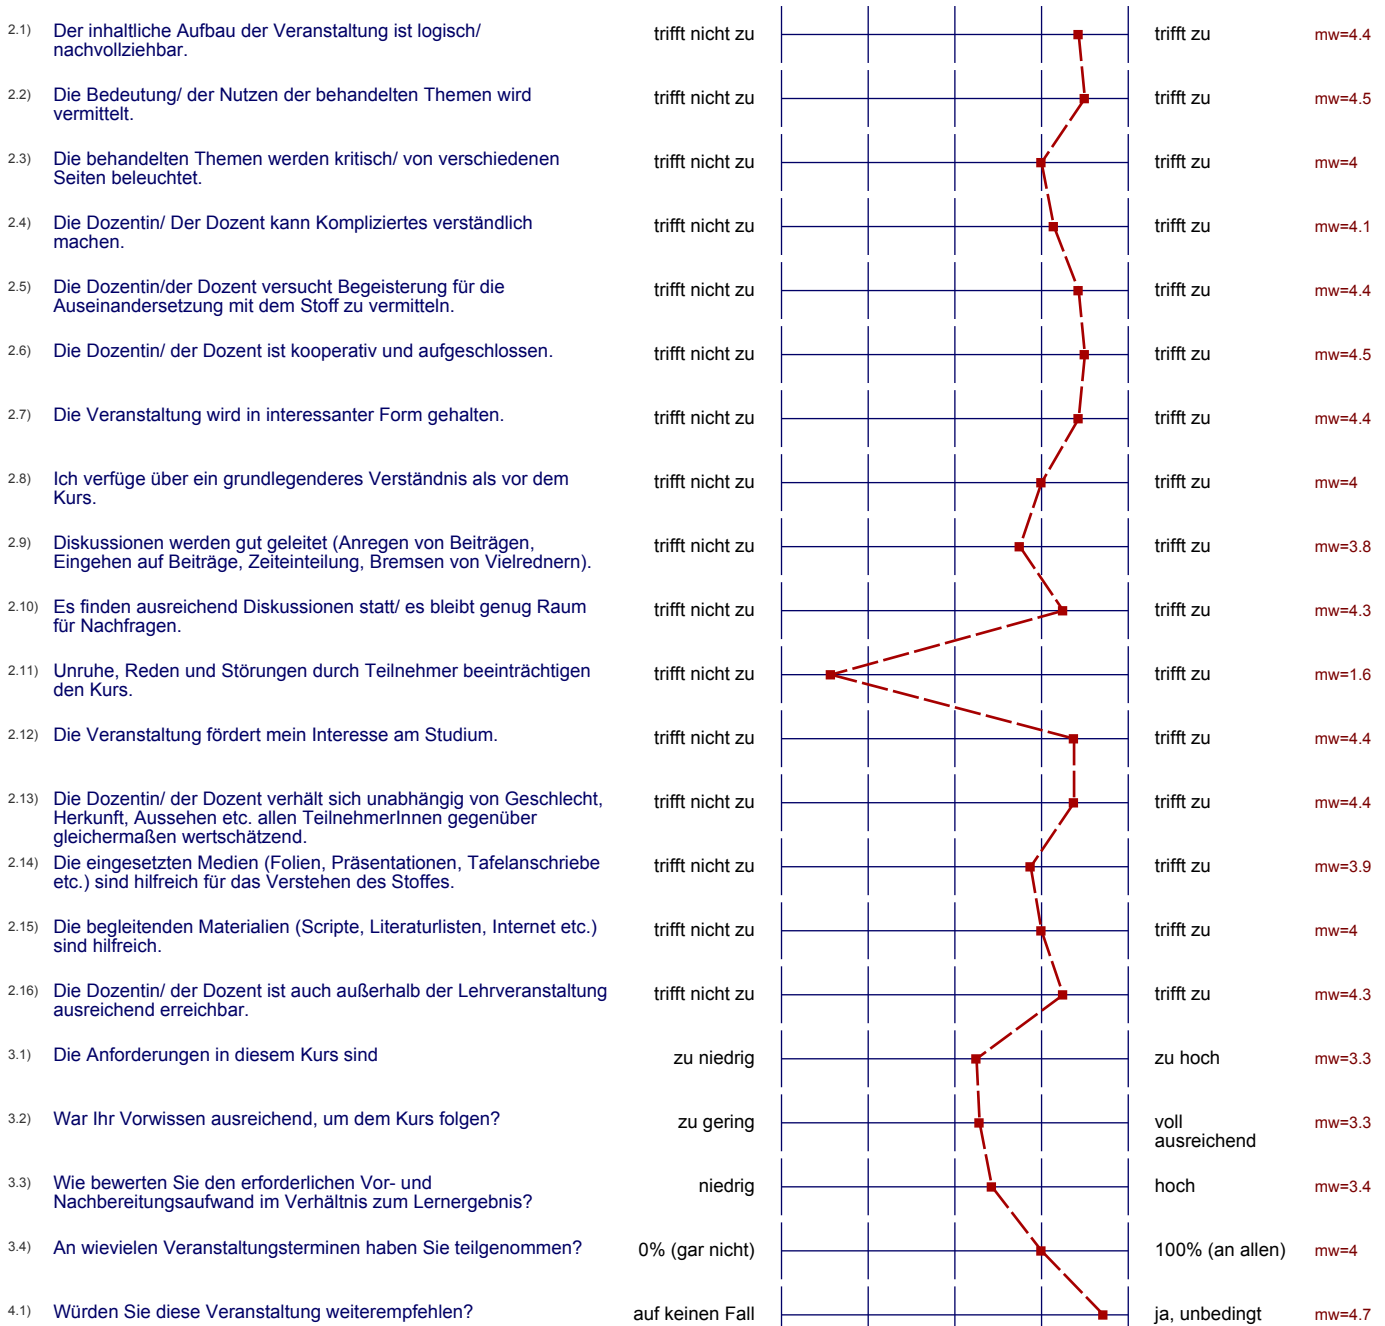 2.1) Der inhaltliche Aufbau der Veranstaltung ist logisch/ trifft nicht zu trifft zu mw=4.4
nachvollziehbar.
2.2) Die Bedeutung/ der Nutzen der behandelten Themen wird trifft nicht zu trifft zu mw=4.5
vermittelt.
2.3) Die behandelten Themen werden kritisch/ von verschiedenen trifft nicht zu trifft zu mw=4
Seiten beleuchtet.
2.4) Die Dozentin/ Der Dozent kann Kompliziertes verständlich trifft nicht zu trifft zu mw=4.1
machen.
2.5) Die Dozentin/der Dozent versucht Begeisterung für die trifft nicht zu trifft zu mw=4.4
Auseinandersetzung mit dem Stoff zu vermitteln.
2.6) Die Dozentin/ der Dozent ist kooperativ und aufgeschlossen. trifft nicht zu trifft zu mw=4.5
2.7) Die Veranstaltung wird in interessanter Form gehalten. trifft nicht zu trifft zu mw=4.4
2.8) Ich verfüge über ein grundlegenderes Verständnis als vor dem trifft nicht zu trifft zu mw=4
Kurs.
2.9) Diskussionen werden gut geleitet (Anregen von Beiträgen, trifft nicht zu trifft zu mw=3.8
Eingehen auf Beiträge, Zeiteinteilung, Bremsen von Vielrednern).
2.10) Es finden ausreichend Diskussionen statt/ es bleibt genug Raum trifft nicht zu trifft zu mw=4.3
für Nachfragen.
2.11) Unruhe, Reden und Störungen durch Teilnehmer beeinträchtigen trifft nicht zu trifft zu mw=1.6
den Kurs.
2.12) Die Veranstaltung fördert mein Interesse am Studium. trifft nicht zu trifft zu mw=4.4
2.13) Die Dozentin/ der Dozent verhält sich unabhängig von Geschlecht, trifft nicht zu trifft zu mw=4.4
Herkunft, Aussehen etc. allen TeilnehmerInnen gegenüber
gleichermaßen wertschätzend.
2.14) Die eingesetzten Medien (Folien, Präsentationen, Tafelanschriebe trifft nicht zu trifft zu mw=3.9
etc.) sind hilfreich für das Verstehen des Stoffes.
2.15) Die begleitenden Materialien (Scripte, Literaturlisten, Internet etc.) trifft nicht zu trifft zu mw=4
sind hilfreich.
2.16) Die Dozentin/ der Dozent ist auch außerhalb der Lehrveranstaltung trifft nicht zu trifft zu mw=4.3
ausreichend erreichbar.
3.1) Die Anforderungen in diesem Kurs sind zu niedrig zu hoch mw=3.3
3.2) War Ihr Vorwissen ausreichend, um dem Kurs folgen? zu gering voll mw=3.3
ausreichend
3.3) Wie bewerten Sie den erforderlichen Vor- und niedrig hoch mw=3.4
Nachbereitungsaufwand im Verhältnis zum Lernergebnis?
3.4) An wievielen Veranstaltungsterminen haben Sie teilgenommen? 0% (gar nicht) 100% (an allen) mw=4
4.1) Würden Sie diese Veranstaltung weiterempfehlen? auf keinen Fall ja, unbedingt mw=4.7